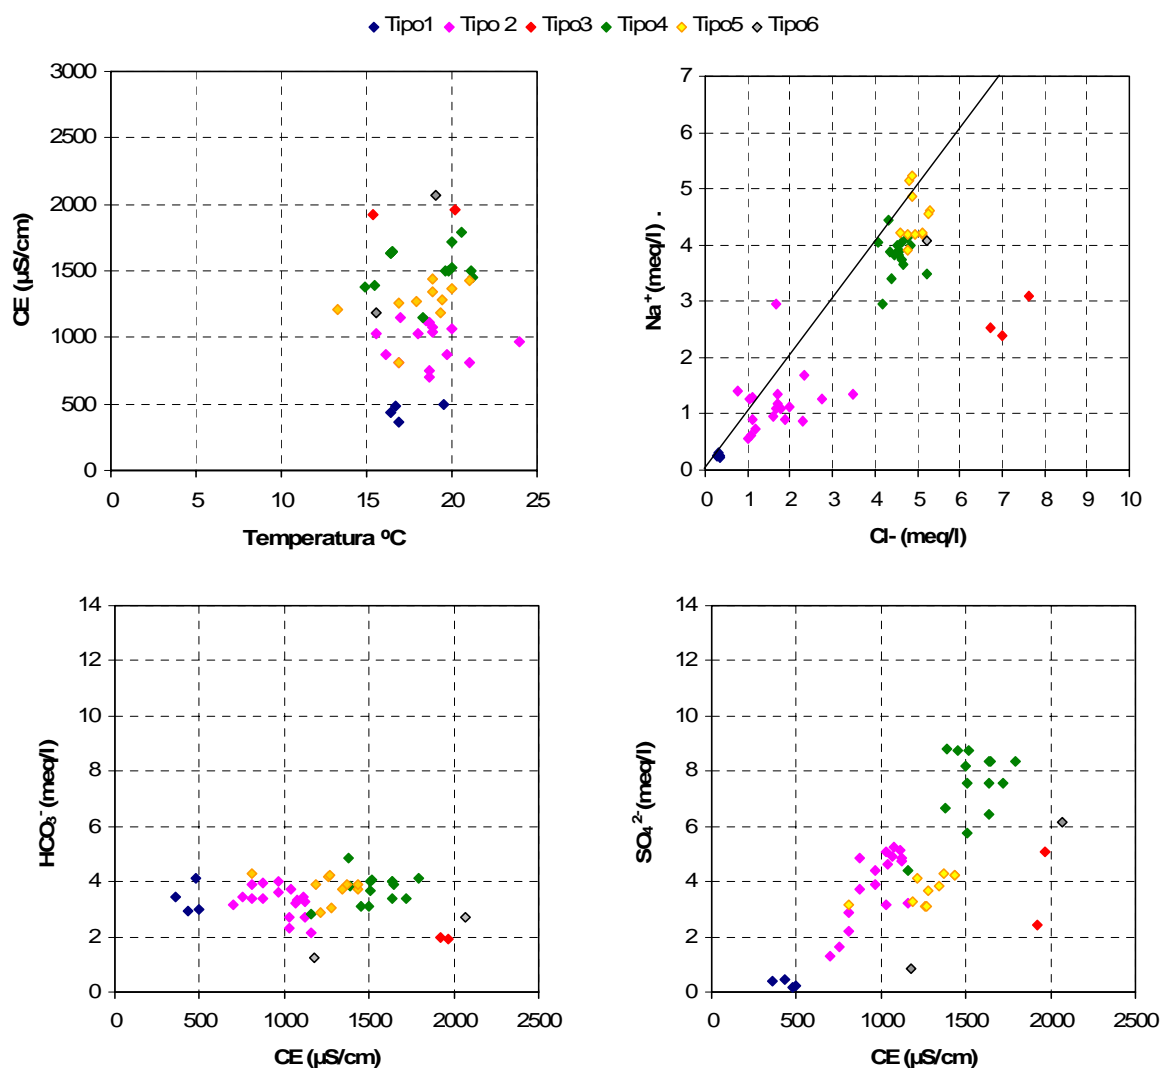 Tipo1 Tipo 2 Tipo3 Tipo4 Tipo5 Tipo6
3000
2500
2000
1500
1000
500
0
CE (µS/cm)
0 5 10 15 20 25
Temperatura ºC
7
6
5
4
3
2
1
0
Na⁺ (meq/l) .
0 1 2 3 4 5 6 7 8 9 10
Cl- (meq/l)
14
12
10
8
6
4
2
0
HCO₃⁻ (meq/l)
0 500 1000 1500 2000 2500
CE (µS/cm)
14
12
10
8
6
4
2
0
SO₄²⁻ (meq/l)
0 500 1000 1500 2000 2500
CE (µS/cm)